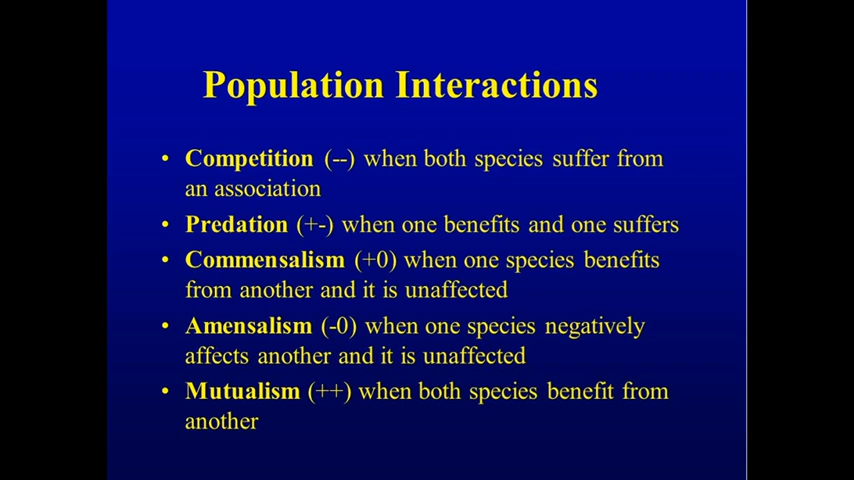 Population Interactions
• Competition (--) when both species suffer from
an association
• Predation (+-) when one benefits and one suffers
• Commensalism (+0) when one species benefits
from another and it is unaffected
• Amensalism (-0) when one species negatively
affects another and it is unaffected
• Mutualism (++) when both species benefit from
another